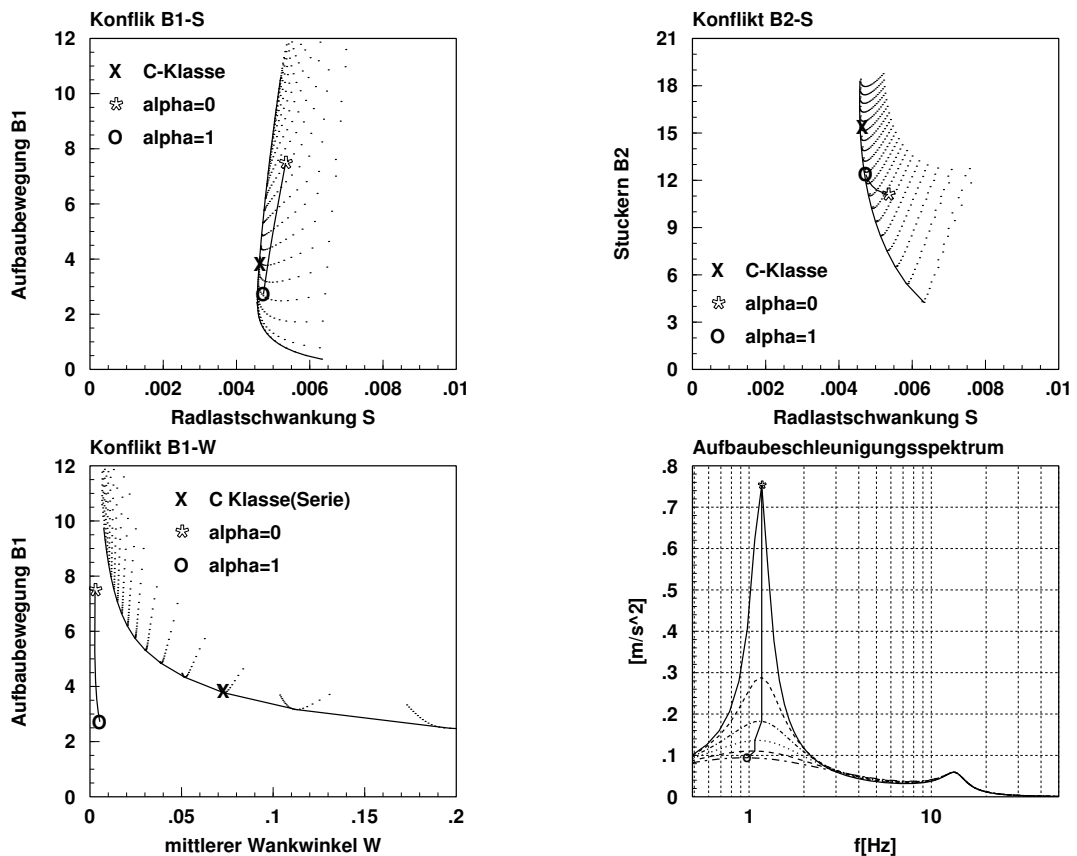 Konflik B1-S
12
10
8
6
4
2
0
Aufbaubewegung B1
X C-Klasse
alpha=0
O alpha=1
0 .002 .004 .006 .008 .01
Radlastschwankung S
Konflikt B2-S
21
18
15
12
9
6
3
0
Stuckern B2
X C-Klasse
alpha=0
O alpha=1
0 .002 .004 .006 .008 .01
Radlastschwankung S
Konflikt B1-W
12
10
8
6
4
2
0
Aufbaubewegung B1
X C Klasse(Serie)
alpha=0
O alpha=1
0 .05 .1 .15 .2
mittlerer Wankwinkel W
Aufbaubeschleunigungsspektrum
.8
.7
.6
.5
.4
.3
.2
.1
0
[m/s^2]
1 10
f[Hz]